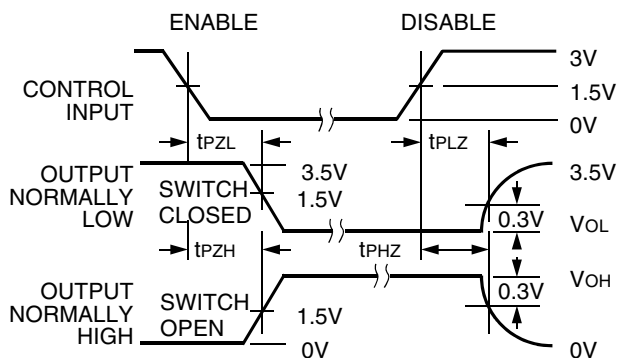 ENABLE DISABLE
CONTROL INPUT
3V
1.5V
0V
tPZL tPLZ
OUTPUT NORMALLY LOW
SWITCH CLOSED
3.5V
1.5V
3.5V
0.3V
VOL
tPZH tPHZ
OUTPUT NORMALLY HIGH
SWITCH OPEN
1.5V
0V
VOH
0.3V
0V